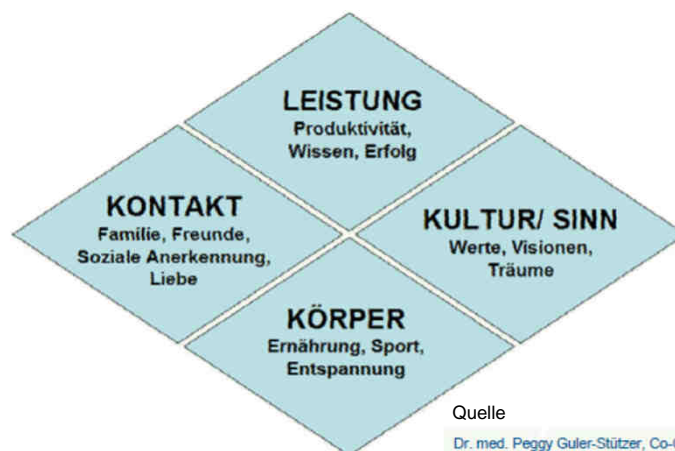 LEISTUNG
Produktivität,
Wissen, Erfolg
KONTAKT
Familie, Freunde,
Soziale Anerkennung,
Liebe
KULTUR/ SINN
Werte, Visionen,
Träume
KÖRPER
Ernährung, Sport,
Entspannung
Quelle
Dr. med. Peggy Guler-Stützer,